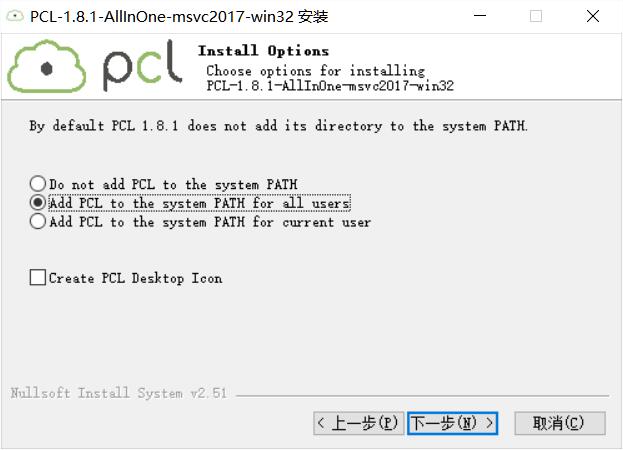 PCL-1.8.1-AllInOne-msvc2017-win32 安装
pcl
Install Options
Choose options for installing
PCL-1.8.1-AllInOne-msvc2017-win32
By default PCL 1.8.1 does not add its directory to the system PATH.
Do not add PCL to the system PATH
Add PCL to the system PATH for all users
Add PCL to the system PATH for current user
Create PCL Desktop Icon
Nullsoft Install System v2.51
< 上一步(P)
下一步(N) >
取消(C)